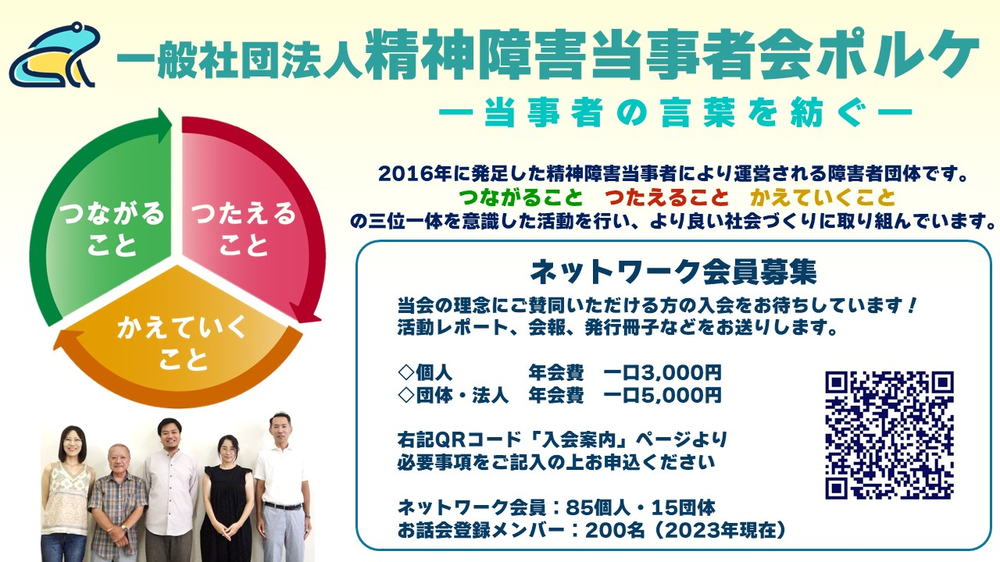 一般社団法人精神障害当事者会ポルケ
ー当事者の言葉を紡ぐー
つながる
こと
つたえる
こと
かえていく
こと
2016年に発足した精神障害当事者により運営される障害者団体です。
つながること　つたえること　かえていくこと
の三位一体を意識した活動を行い、より良い社会づくりに取り組んでいます。
ネットワーク会員募集
当会の理念にご賛同いただける方の入会をお待ちしています！
活動レポート、会報、発行冊子などをお送りします。
◇個人　　　　年会費　一口3,000円
◇団体・法人　年会費　一口5,000円
右記QRコード「入会案内」ページより
必要事項をご記入の上お申込ください
ネットワーク会員：85個人・15団体
お話会登録メンバー：200名（2023年現在）